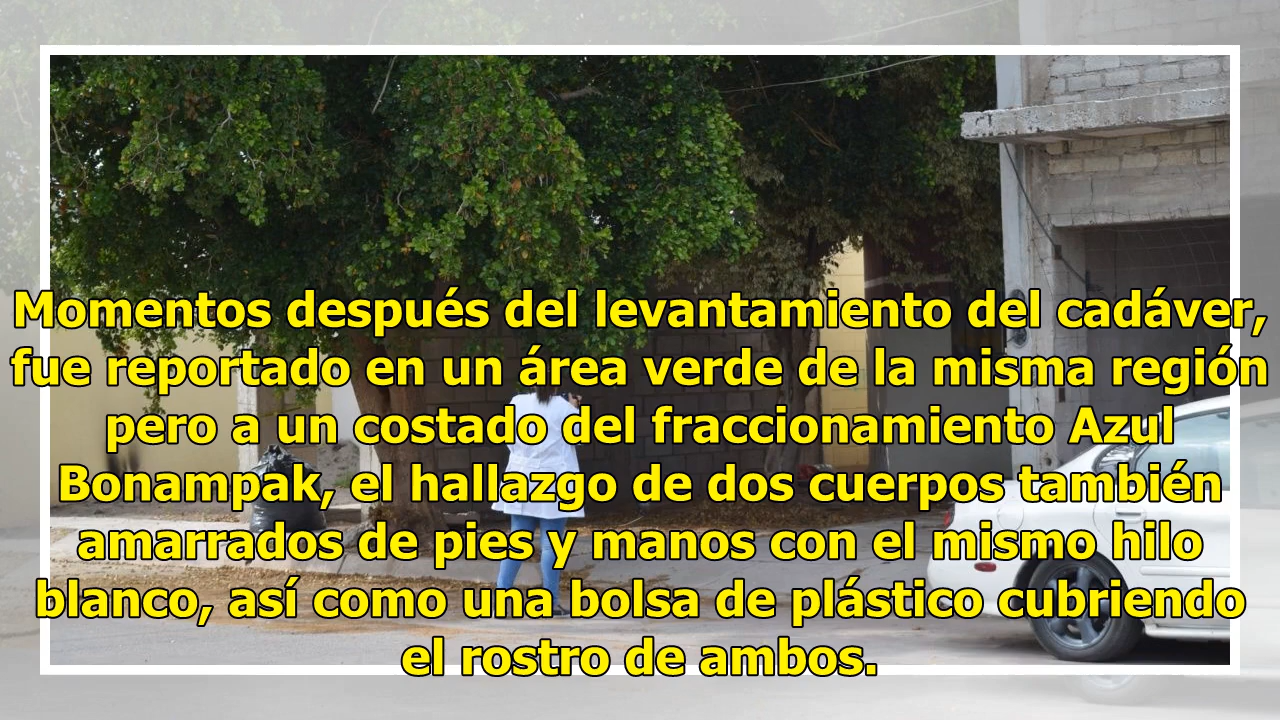 Momentos después del levantamiento del cadáver,
fue reportado en un área verde de la misma región
pero a un costado del fraccionamiento Azul
Bonampak, el hallazgo de dos cuerpos también
amarrados de pies y manos con el mismo hilo
blanco, así como una bolsa de plástico cubriendo
el rostro de ambos.